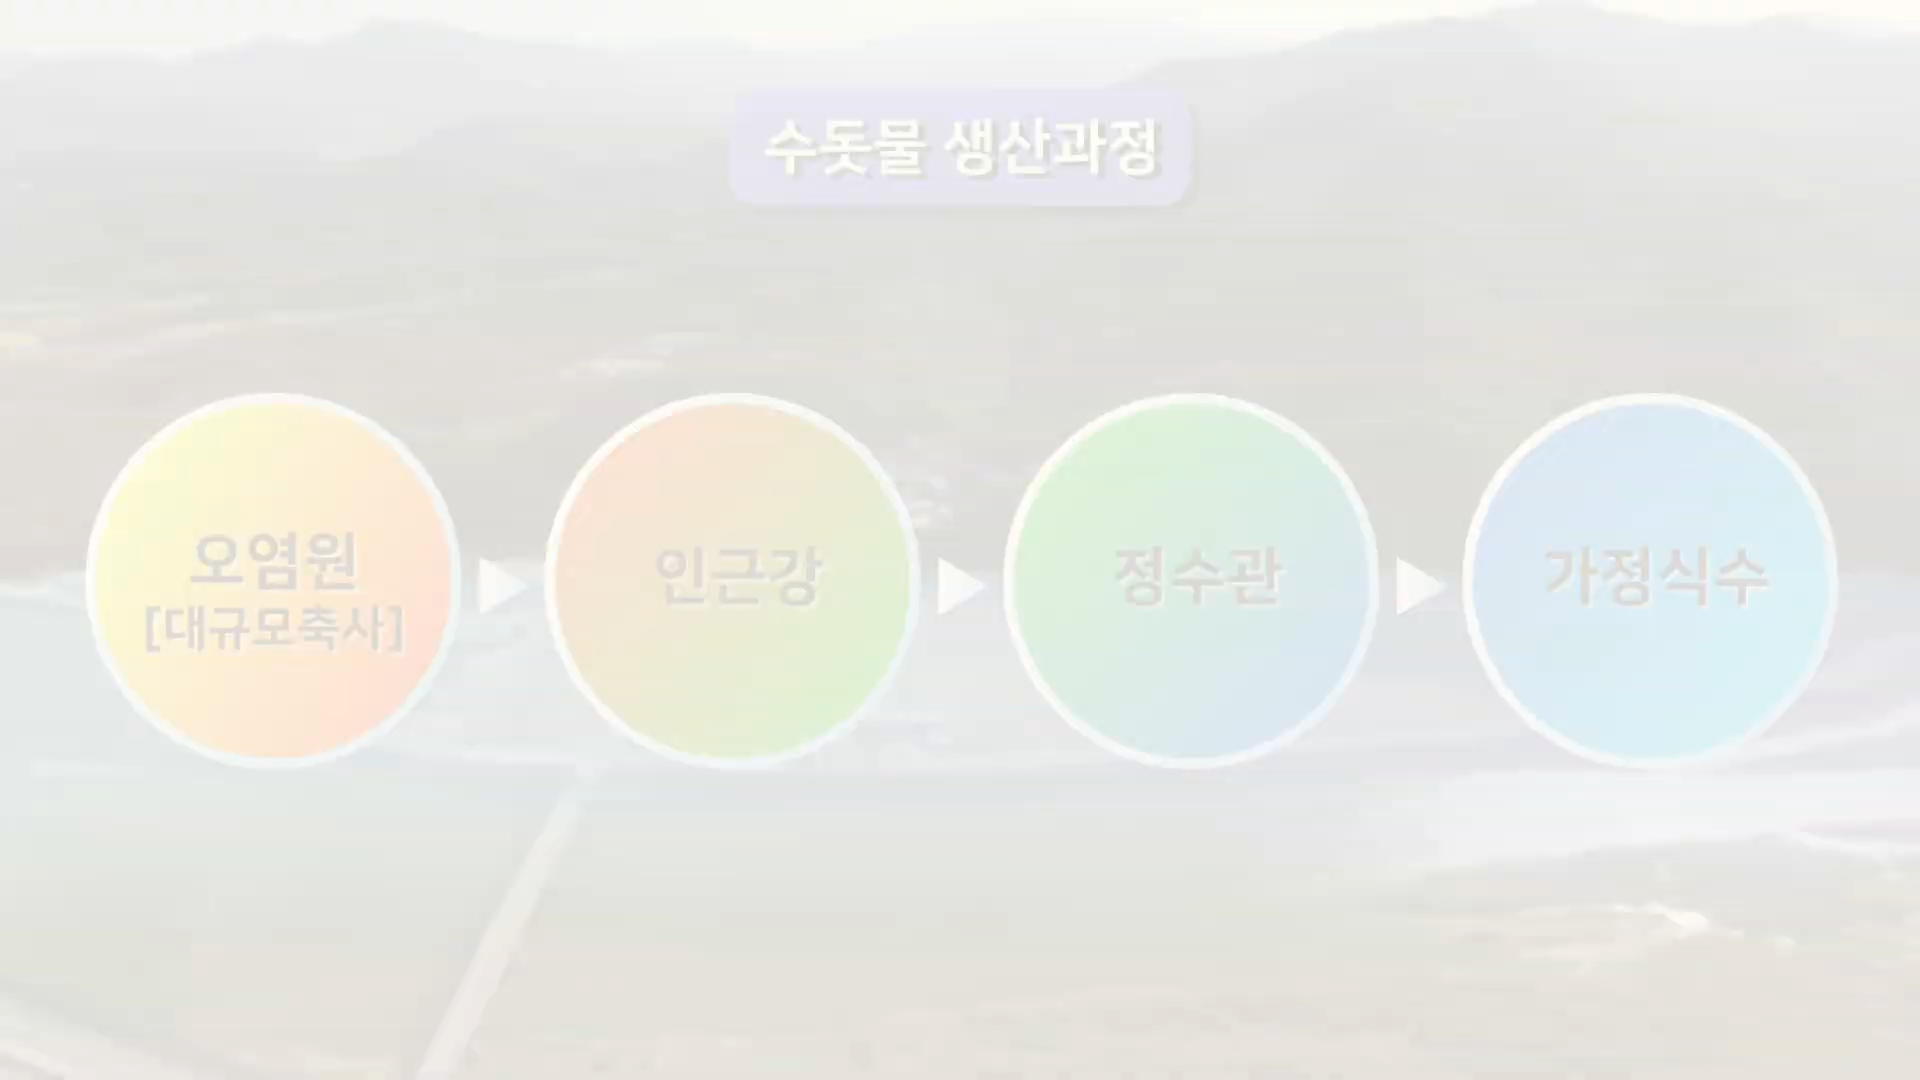 수돗물 생산과정
오염원
[대규모축사]
인근강
정수관
가정식수